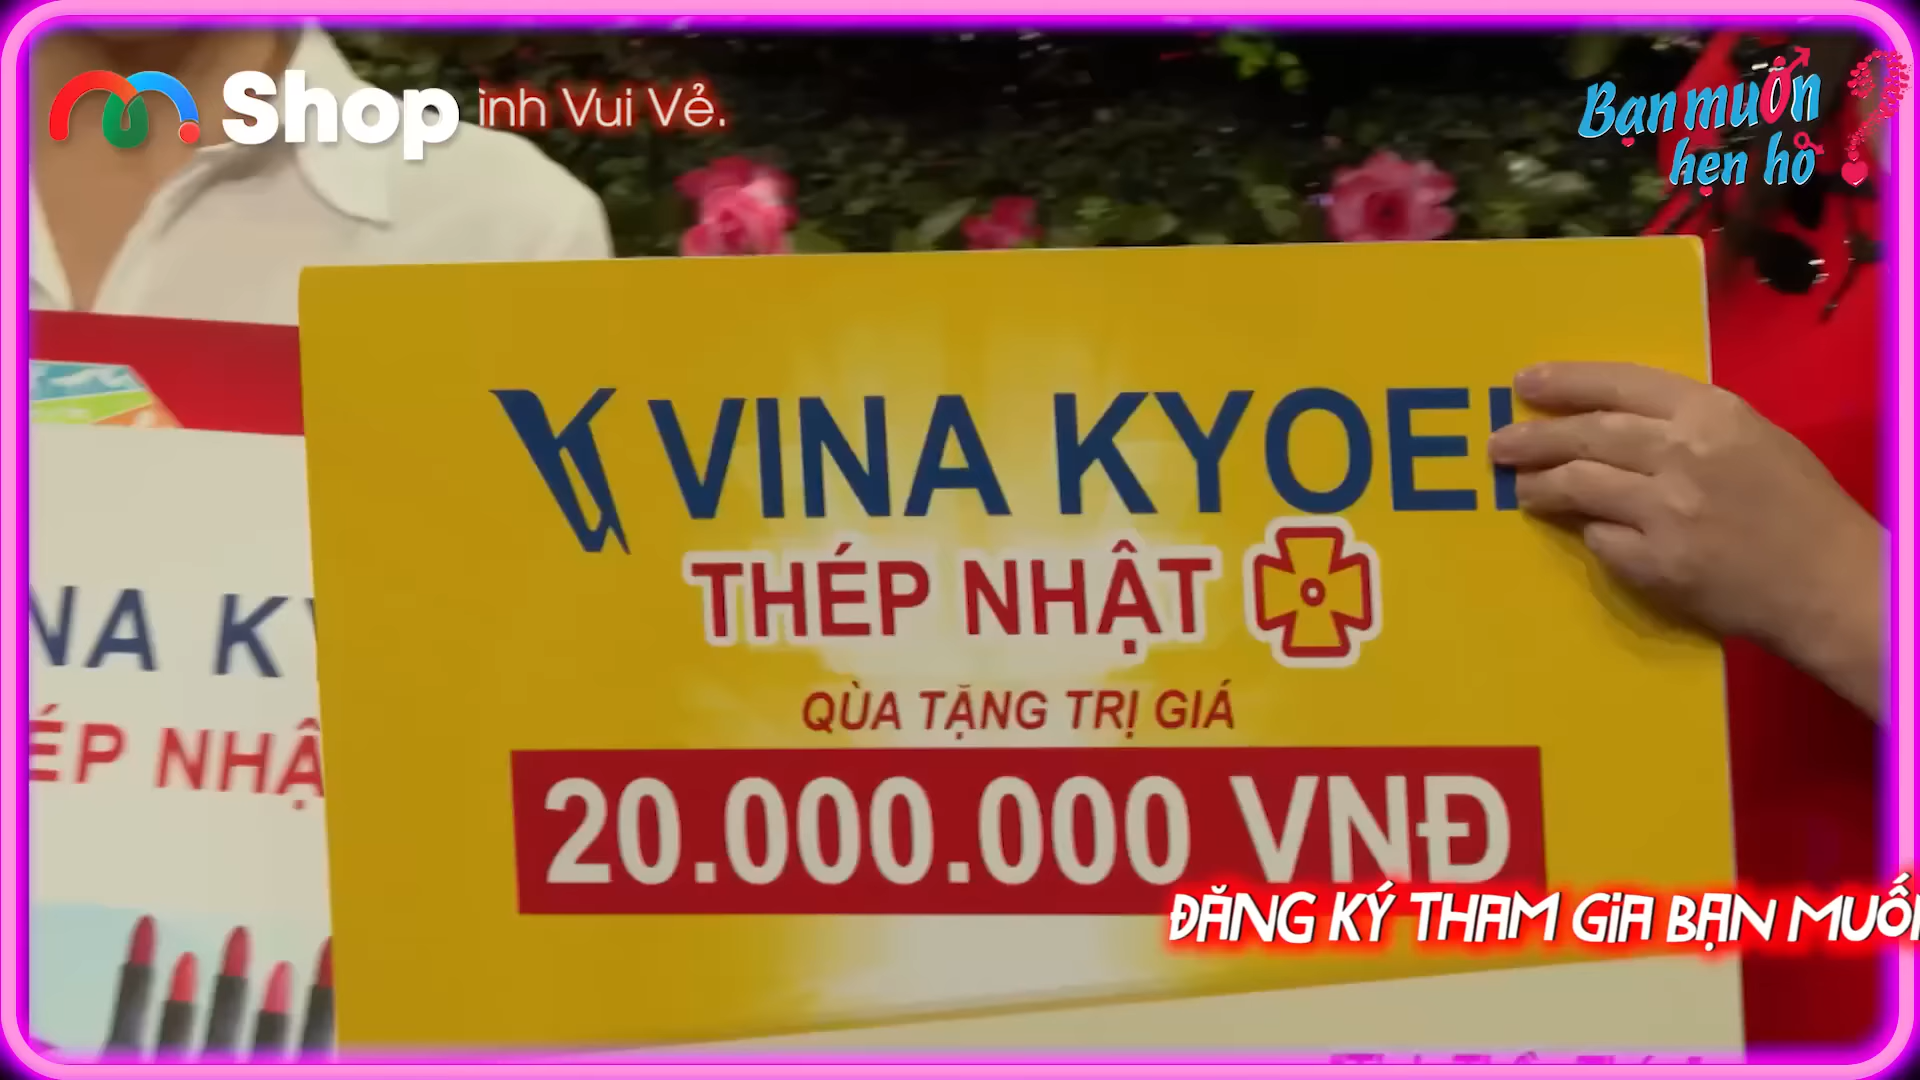 Shop
inh Vui Vẻ.
Bạn muốn
hẹn hò
VINA KYOEI
THÉP NHẬT
QÙA TẶNG TRỊ GIÁ
20.000.000 VNĐ
NA K
ÉP NHẬ
ĐĂNG KÝ THAM GIA BẠN MUỐN